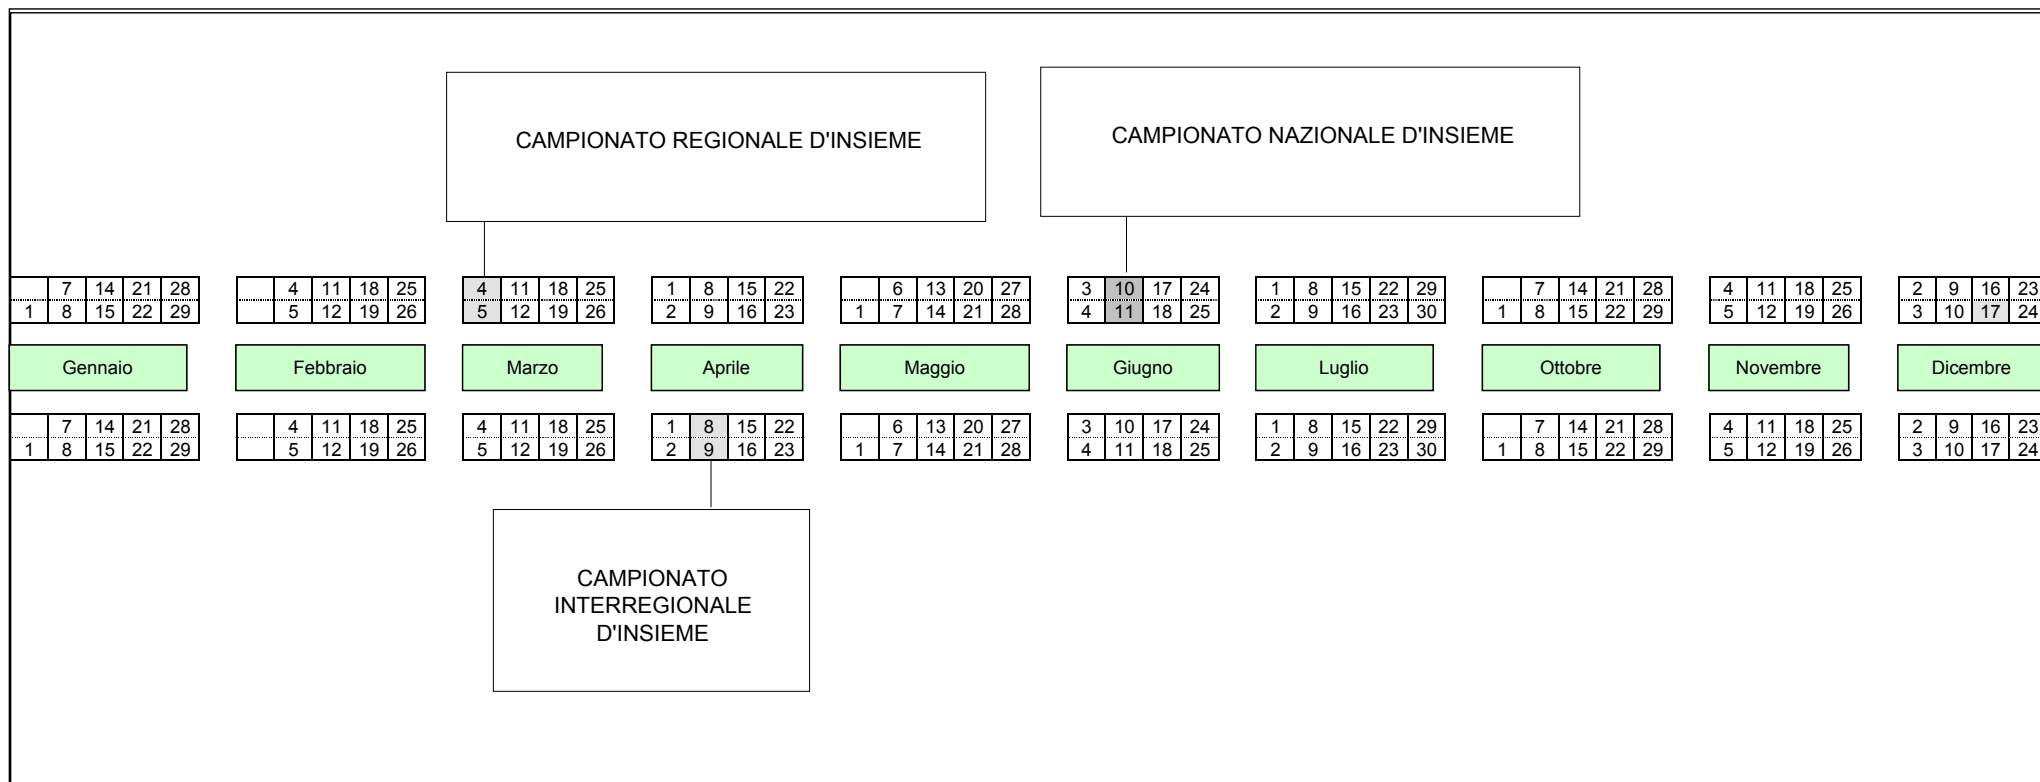 CAMPIONATO REGIONALE D'INSIEME
CAMPIONATO NAZIONALE D'INSIEME
7 14 21 28 4 11 18 25 4 11 18 25 1 8 15 22 6 13 20 27 3 10 17 24 1 8 15 22 29 7 14 21 28 4 11 18 25 2 9 16 23
1 8 15 22 29 5 12 19 26 5 12 19 26 2 9 16 23 1 7 14 21 28 4 11 18 25 2 9 16 23 30 1 8 15 22 29 5 12 19 26 3 10 17 24
Gennaio Febbraio Marzo Aprile Maggio Giugno Luglio Ottobre Novembre Dicembre
7 14 21 28 4 11 18 25 4 11 18 25 1 8 15 22 6 13 20 27 3 10 17 24 1 8 15 22 29 7 14 21 28 4 11 18 25 2 9 16 23
1 8 15 22 29 5 12 19 26 5 12 19 26 2 9 16 23 1 7 14 21 28 4 11 18 25 2 9 16 23 30 1 8 15 22 29 5 12 19 26 3 10 17 24
CAMPIONATO
INTERREGIONALE
D'INSIEME